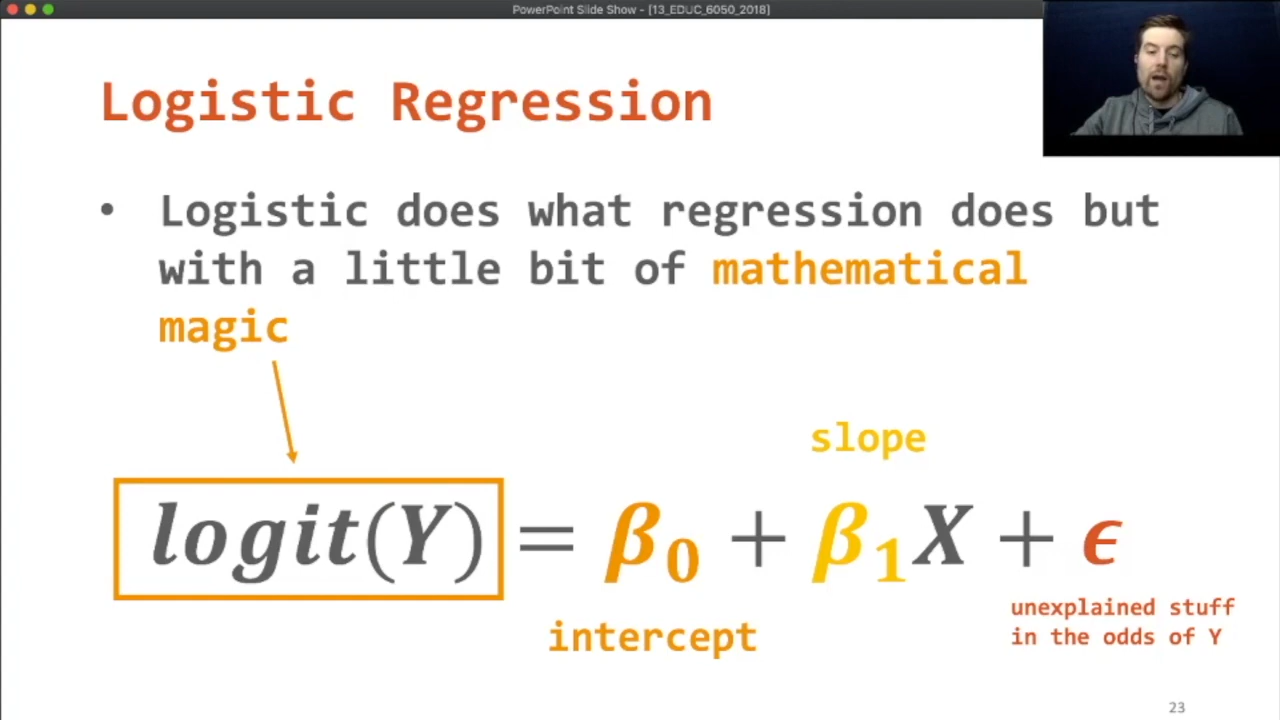 PowerPoint Slide Show - [13_EDUC_6050_2018]
Logistic Regression
• Logistic does what regression does but
with a little bit of mathematical
magic
slope
logit(Y) = β₀ + β₁X + ϵ
intercept
unexplained stuff
in the odds of Y
23